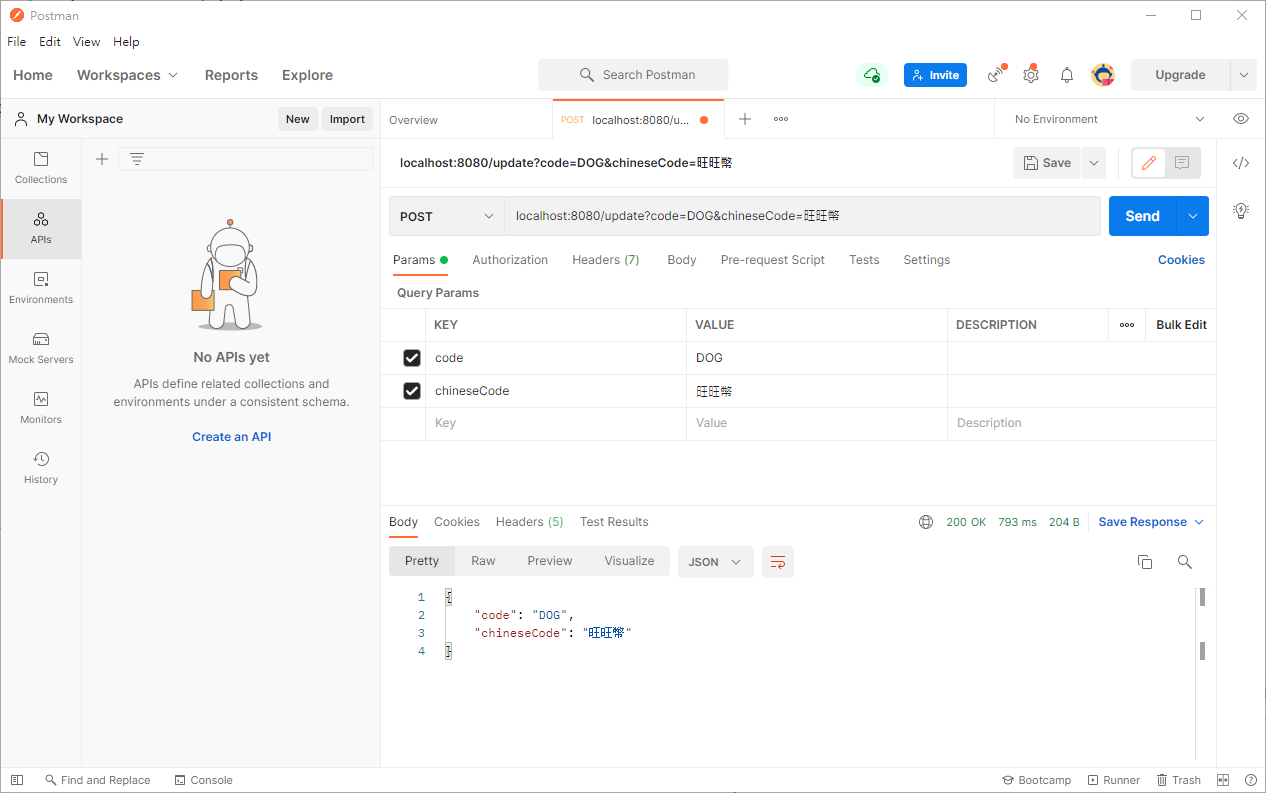 Postman
File Edit View Help
Home Workspaces Reports Explore Search Postman Invite Upgrade
My Workspace New Import
Overview POST localhost:8080/u... No Environment
Collections
APIs
Environments
Mock Servers
Monitors
History
No APIs yet
APIs define related collections and
environments under a consistent schema.
Create an API
localhost:8080/update?code=DOG&chineseCode=旺旺幣 Save
POST localhost:8080/update?code=DOG&chineseCode=旺旺幣 Send
Params Authorization Headers (7) Body Pre-request Script Tests Settings Cookies
Query Params
KEY VALUE DESCRIPTION Bulk Edit
code DOG
chineseCode 旺旺幣
Key Value Description
Body Cookies Headers (5) Test Results 200 OK 793 ms 204 B Save Response
Pretty Raw Preview Visualize JSON
1 {
2 "code": "DOG",
3 "chineseCode": "旺旺幣"
4 }
Find and Replace Console Bootcamp Runner Trash